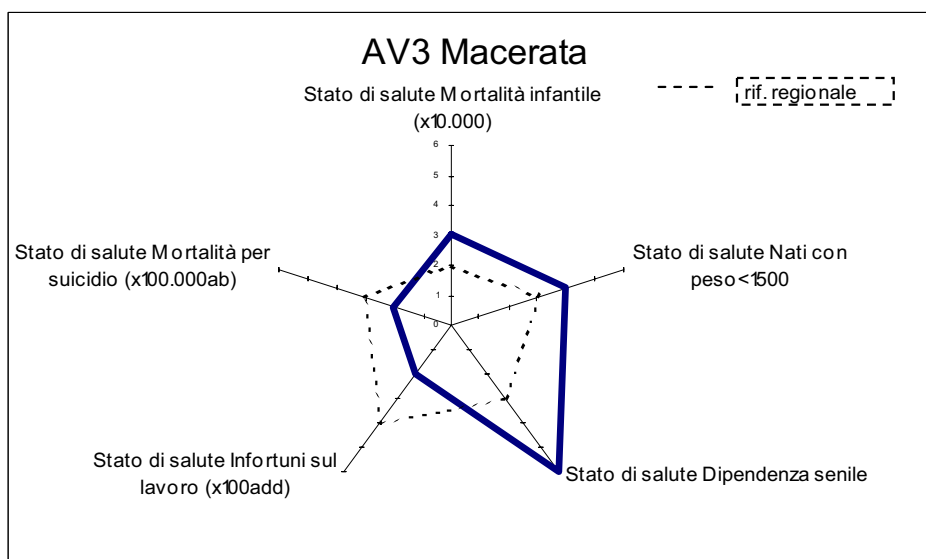 AV3 Macerata
Stato di salute Mortalità infantile
(x10.000)
rif. regionale
6
5
4
3
2
1
0
Stato di salute Nati con
peso<1500
Stato di salute Dipendenza senile
Stato di salute Infortuni sul
lavoro (x100add)
Stato di salute Mortalità per
suicidio (x100.000ab)